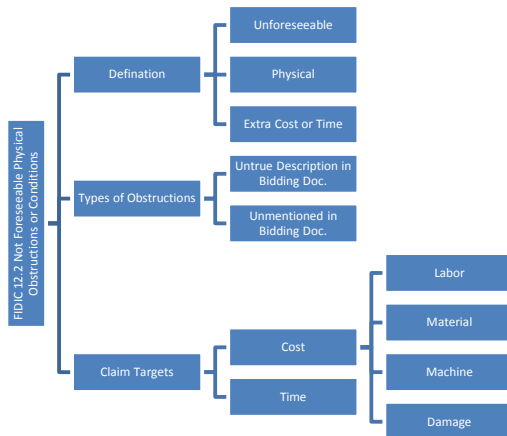 FIDIC 12.2 Not Foreseeable Physical
Obstructions or Conditions
Defination
Unforeseeable
Physical
Extra Cost or Time
Types of Obstructions
Untrue Description in
Bidding Doc.
Unmentioned in
Bidding Doc.
Claim Targets
Cost
Labor
Material
Machine
Damage
Time